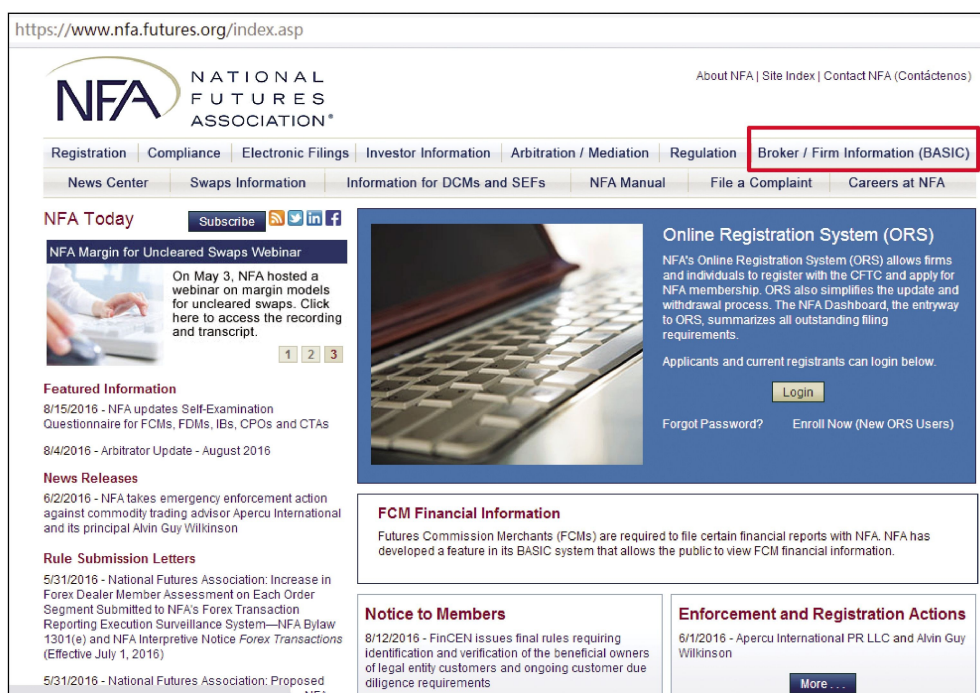 https://www.nfa.futures.org/index.asp
NFA
NATIONAL
FUTURES
ASSOCIATION®
About NFA | Site Index | Contact NFA (Contáctenos)
Registration Compliance Electronic Filings Investor Information Arbitration / Mediation Regulation Broker / Firm Information (BASIC)
News Center Swaps Information Information for DCMs and SEFs NFA Manual File a Complaint Careers at NFA
NFA Today Subscribe
NFA Margin for Uncleared Swaps Webinar
On May 3, NFA hosted a
webinar on margin models
for uncleared swaps. Click
here to access the recording
and transcript.
1 2 3
Featured Information
8/15/2016 - NFA updates Self-Examination
Questionnaire for FCMs, FDMs, IBs, CPOs and CTAs
8/4/2016 - Arbitrator Update - August 2016
News Releases
6/2/2016 - NFA takes emergency enforcement action
against commodity trading advisor Apercu International
and its principal Alvin Guy Wilkinson
Rule Submission Letters
5/31/2016 - National Futures Association: Increase in
Forex Dealer Member Assessment on Each Order
Segment Submitted to NFA's Forex Transaction
Reporting Execution Surveillance System—NFA Bylaw
1301(e) and NFA Interpretive Notice Forex Transactions
(Effective July 1, 2016)
5/31/2016 - National Futures Association: Proposed
Online Registration System (ORS)
NFA's Online Registration System (ORS) allows firms
and individuals to register with the CFTC and apply for
NFA membership. ORS also simplifies the update and
withdrawal process. The NFA Dashboard, the entryway
to ORS, summarizes all outstanding filing
requirements.
Applicants and current registrants can login below.
Login
Forgot Password? Enroll Now (New ORS Users)
FCM Financial Information
Futures Commission Merchants (FCMs) are required to file certain financial reports with NFA. NFA has
developed a feature in its BASIC system that allows the public to view FCM financial information.
Notice to Members
8/12/2016 - FinCEN issues final rules requiring
identification and verification of the beneficial owners
of legal entity customers and ongoing customer due
diligence requirements
Enforcement and Registration Actions
6/1/2016 - Apercu International PR LLC and Alvin Guy
Wilkinson
More . . .